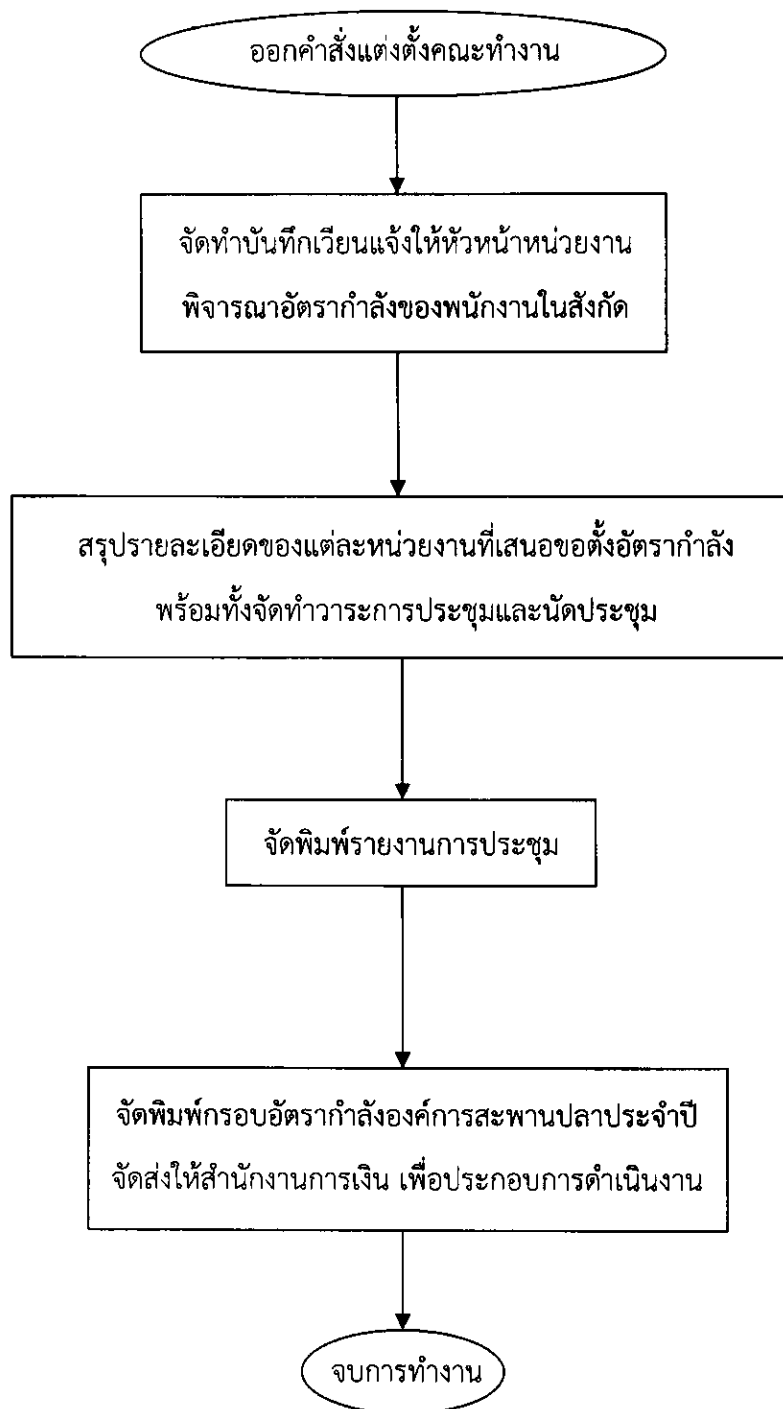 ออกคำสั่งแต่งตั้งคณะทำงาน
จัดทำบันทึกเวียนแจ้งให้หัวหน้าหน่วยงาน
พิจารณาอัตรากำลังของพนักงานในสังกัด
สรุปรายละเอียดของแต่ละหน่วยงานที่เสนอขอตั้งอัตรากำลัง
พร้อมทั้งจัดทำวาระการประชุมและนัดประชุม
จัดพิมพ์รายงานการประชุม
จัดพิมพ์กรอบอัตรากำลังองค์การสะพานปลาประจำปี
จัดส่งให้สำนักงานการเงิน เพื่อประกอบการดำเนินงาน
จบการทำงาน